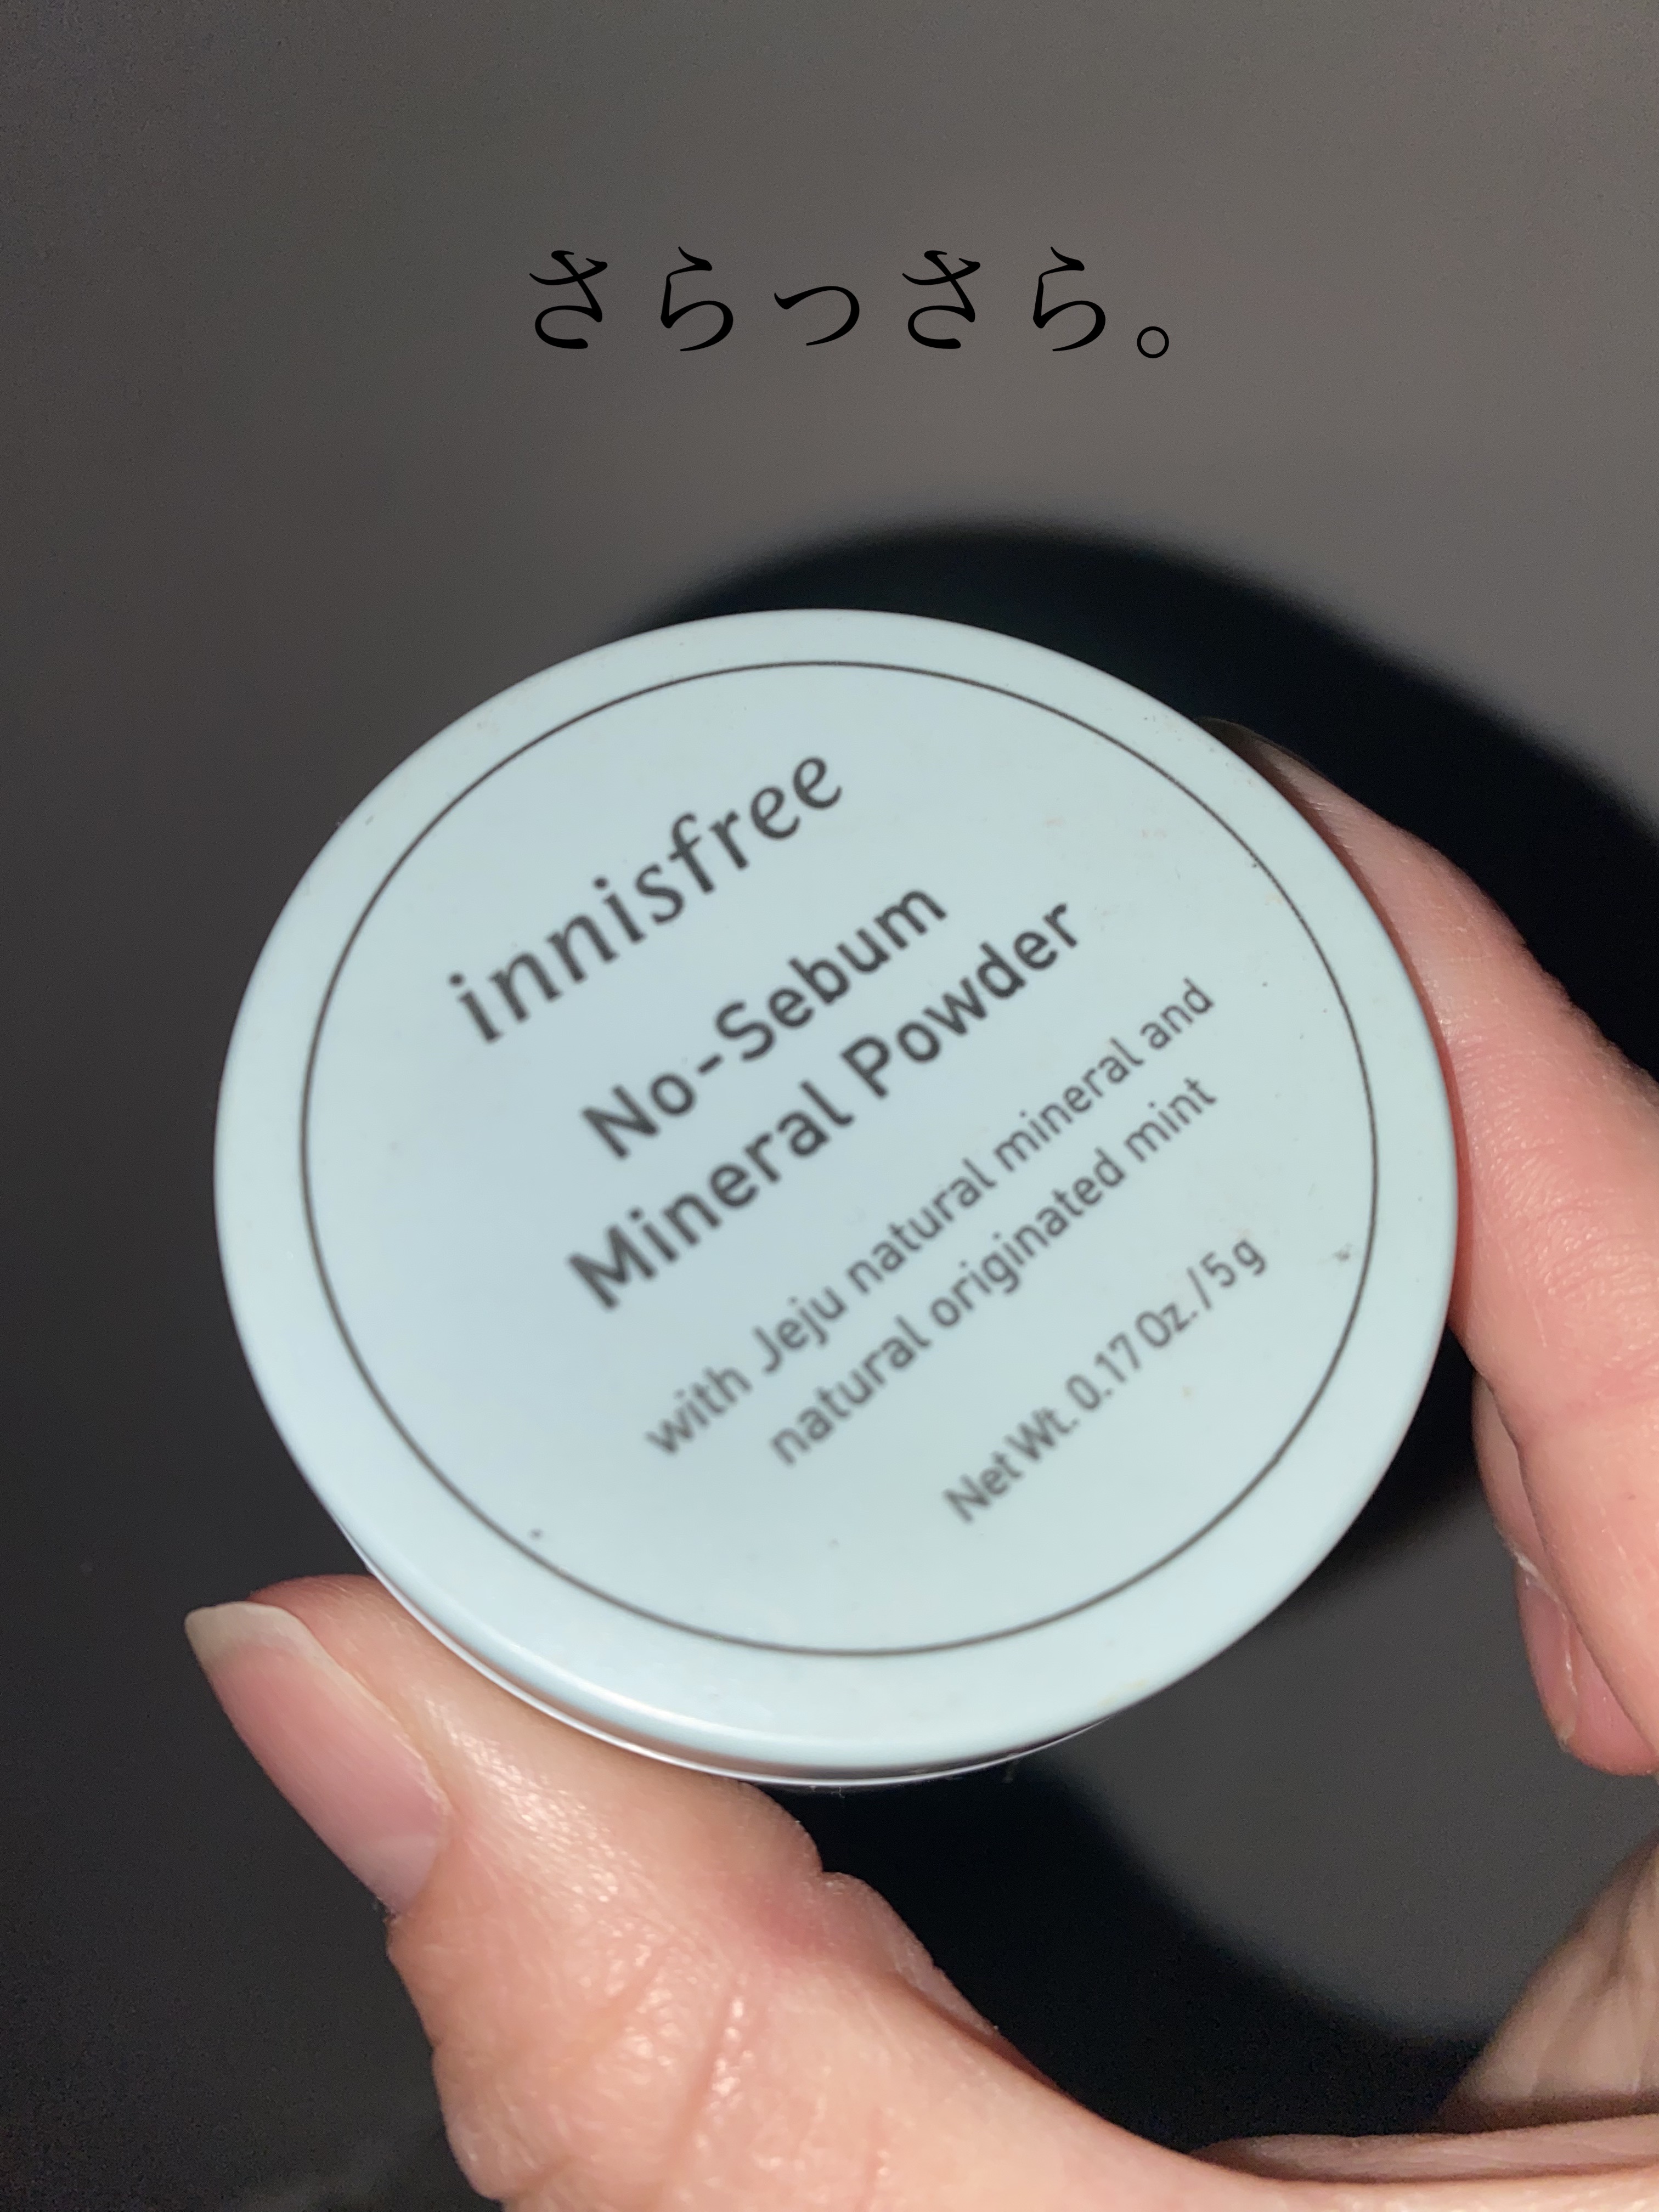 さらっさら。
innisfree
No-Sebum
Mineral Powder
with Jeju natural mineral and
natural originated mint
Net Wt. 0.17 Oz. / 5 g